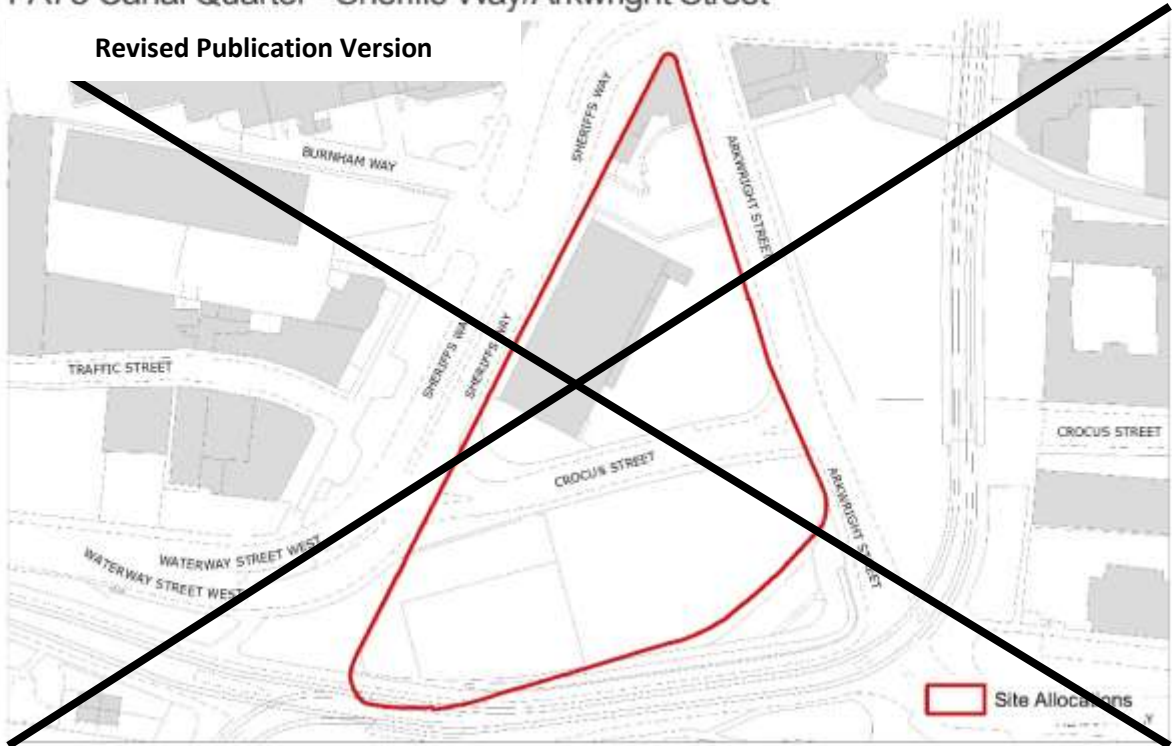 Revised Publication Version
SHERIFFS WAY
BURNHAM WAY
ARKWRIGHT STREET
SHERIFFS WAY
SHERIFFS WAY
TRAFFIC STREET
CROCUS STREET
CROCUS STREET
ARKWRIGHT STREET
WATERWAY STREET WEST
WATERWAY STREET WEST
Site Allocations